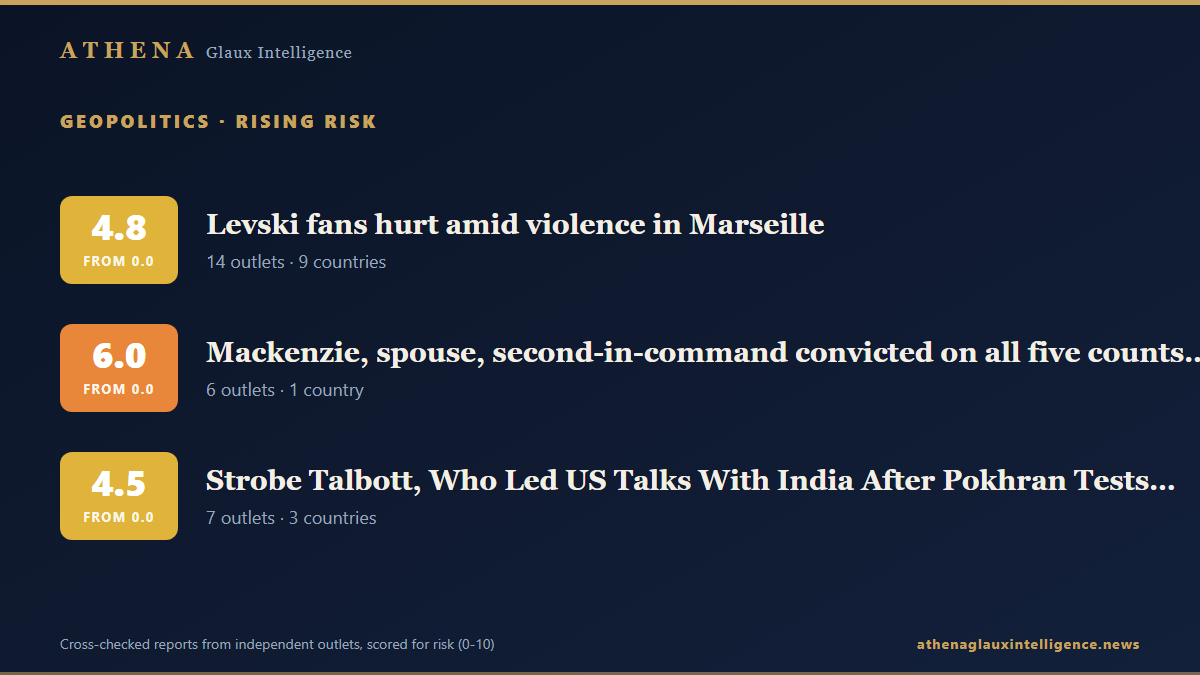 ATHENA Glaux Intelligence
GEOPOLITICS · RISING RISK
4.8
FROM 0.0
Levski fans hurt amid violence in Marseille
14 outlets · 9 countries
6.0
FROM 0.0
Mackenzie, spouse, second-in-command convicted on all five counts...
6 outlets · 1 country
4.5
FROM 0.0
Strobe Talbott, Who Led US Talks With India After Pokhran Tests...
7 outlets · 3 countries
Cross-checked reports from independent outlets, scored for risk (0-10)
athenaglauxintelligence.news